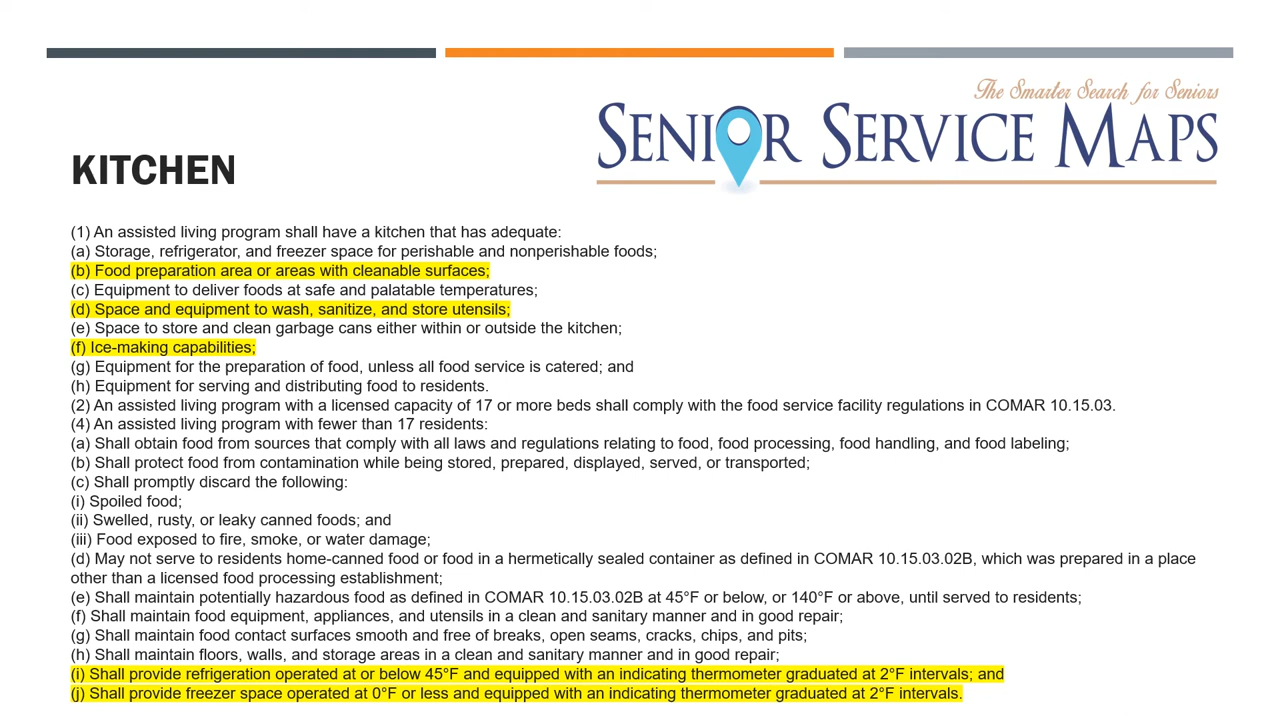 The Smarter Search for Seniors
SENIOR SERVICE MAPS
KITCHEN
(1) An assisted living program shall have a kitchen that has adequate:
(a) Storage, refrigerator, and freezer space for perishable and nonperishable foods;
(b) Food preparation area or areas with cleanable surfaces;
(c) Equipment to deliver foods at safe and palatable temperatures;
(d) Space and equipment to wash, sanitize, and store utensils;
(e) Space to store and clean garbage cans either within or outside the kitchen;
(f) Ice-making capabilities;
(g) Equipment for the preparation of food, unless all food service is catered; and
(h) Equipment for serving and distributing food to residents.
(2) An assisted living program with a licensed capacity of 17 or more beds shall comply with the food service facility regulations in COMAR 10.15.03.
(4) An assisted living program with fewer than 17 residents:
(a) Shall obtain food from sources that comply with all laws and regulations relating to food, food processing, food handling, and food labeling;
(b) Shall protect food from contamination while being stored, prepared, displayed, served, or transported;
(c) Shall promptly discard the following:
(i) Spoiled food;
(ii) Swelled, rusty, or leaky canned foods; and
(iii) Food exposed to fire, smoke, or water damage;
(d) May not serve to residents home-canned food or food in a hermetically sealed container as defined in COMAR 10.15.03.02B, which was prepared in a place
other than a licensed food processing establishment;
(e) Shall maintain potentially hazardous food as defined in COMAR 10.15.03.02B at 45°F or below, or 140°F or above, until served to residents;
(f) Shall maintain food equipment, appliances, and utensils in a clean and sanitary manner and in good repair;
(g) Shall maintain food contact surfaces smooth and free of breaks, open seams, cracks, chips, and pits;
(h) Shall maintain floors, walls, and storage areas in a clean and sanitary manner and in good repair;
(i) Shall provide refrigeration operated at or below 45°F and equipped with an indicating thermometer graduated at 2°F intervals; and
(j) Shall provide freezer space operated at 0°F or less and equipped with an indicating thermometer graduated at 2°F intervals.